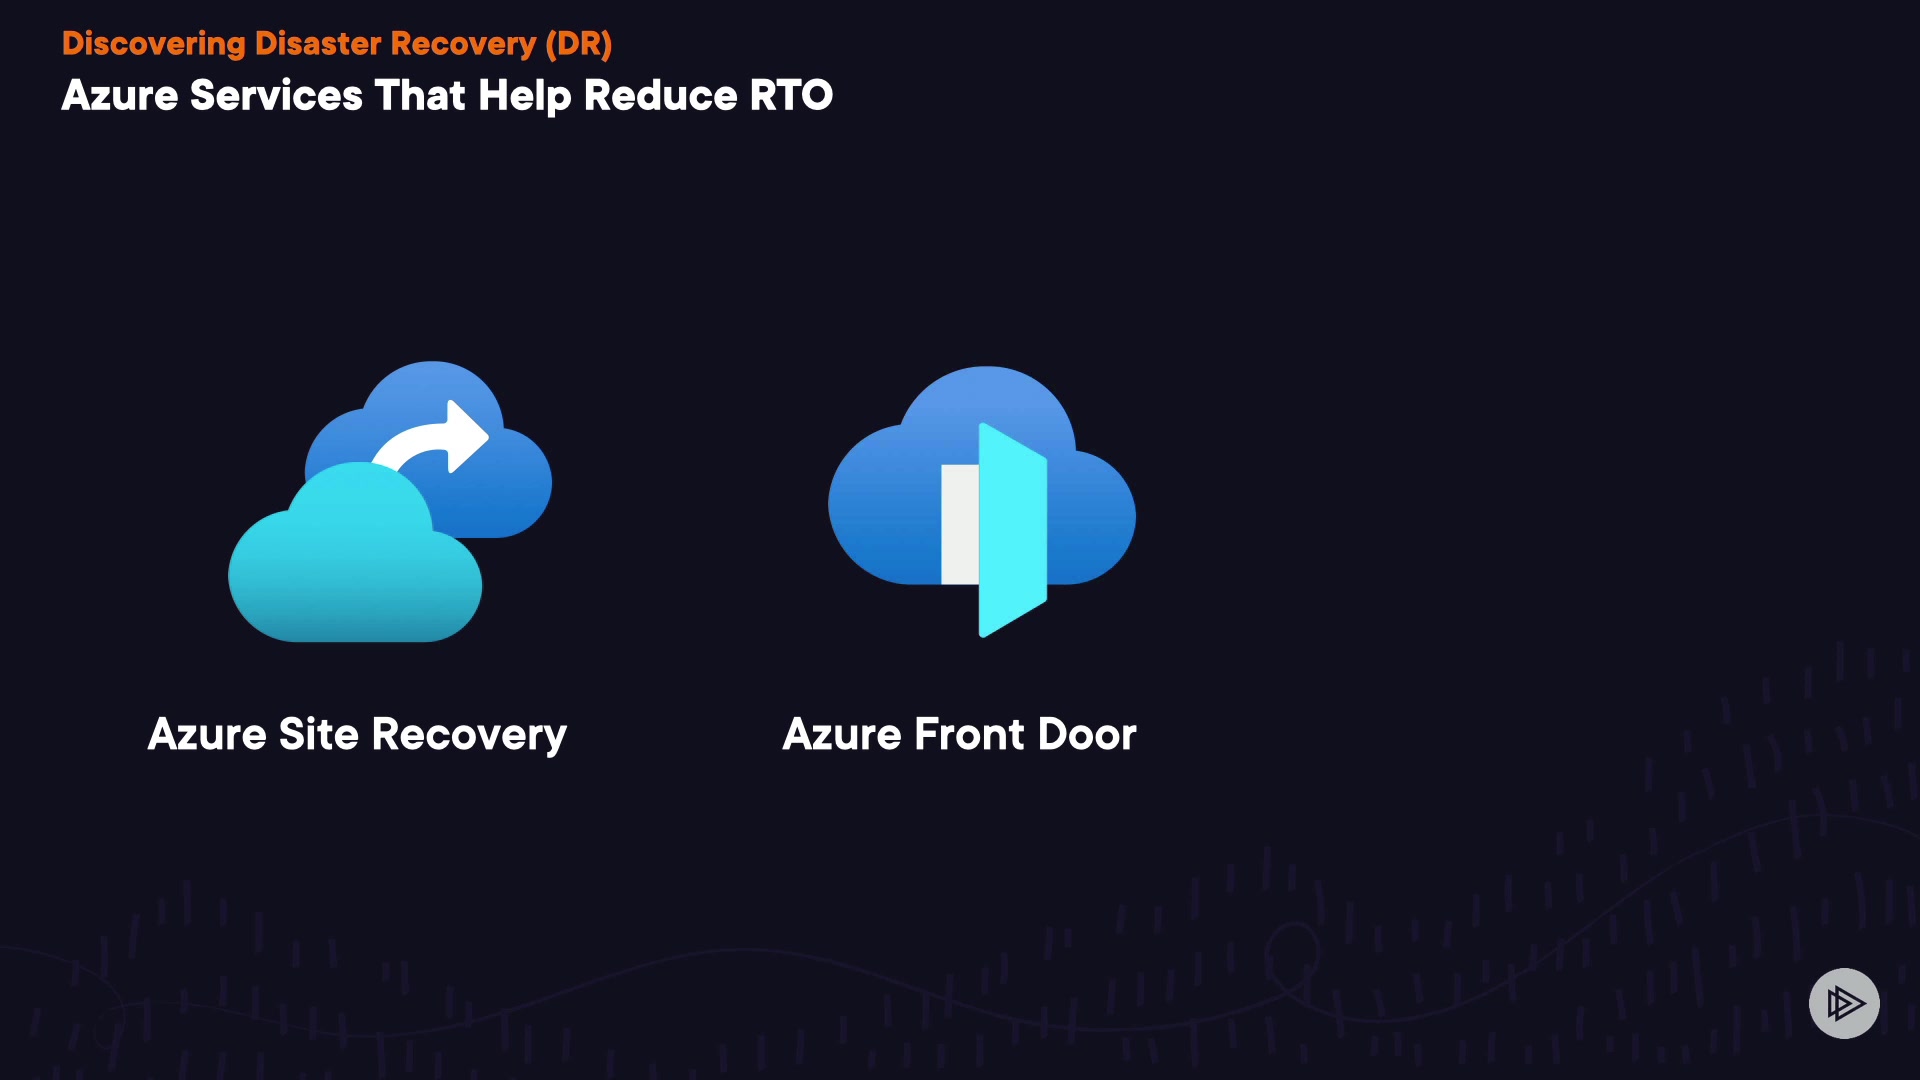 Discovering Disaster Recovery (DR)
Azure Services That Help Reduce RTO
Azure Site Recovery
Azure Front Door